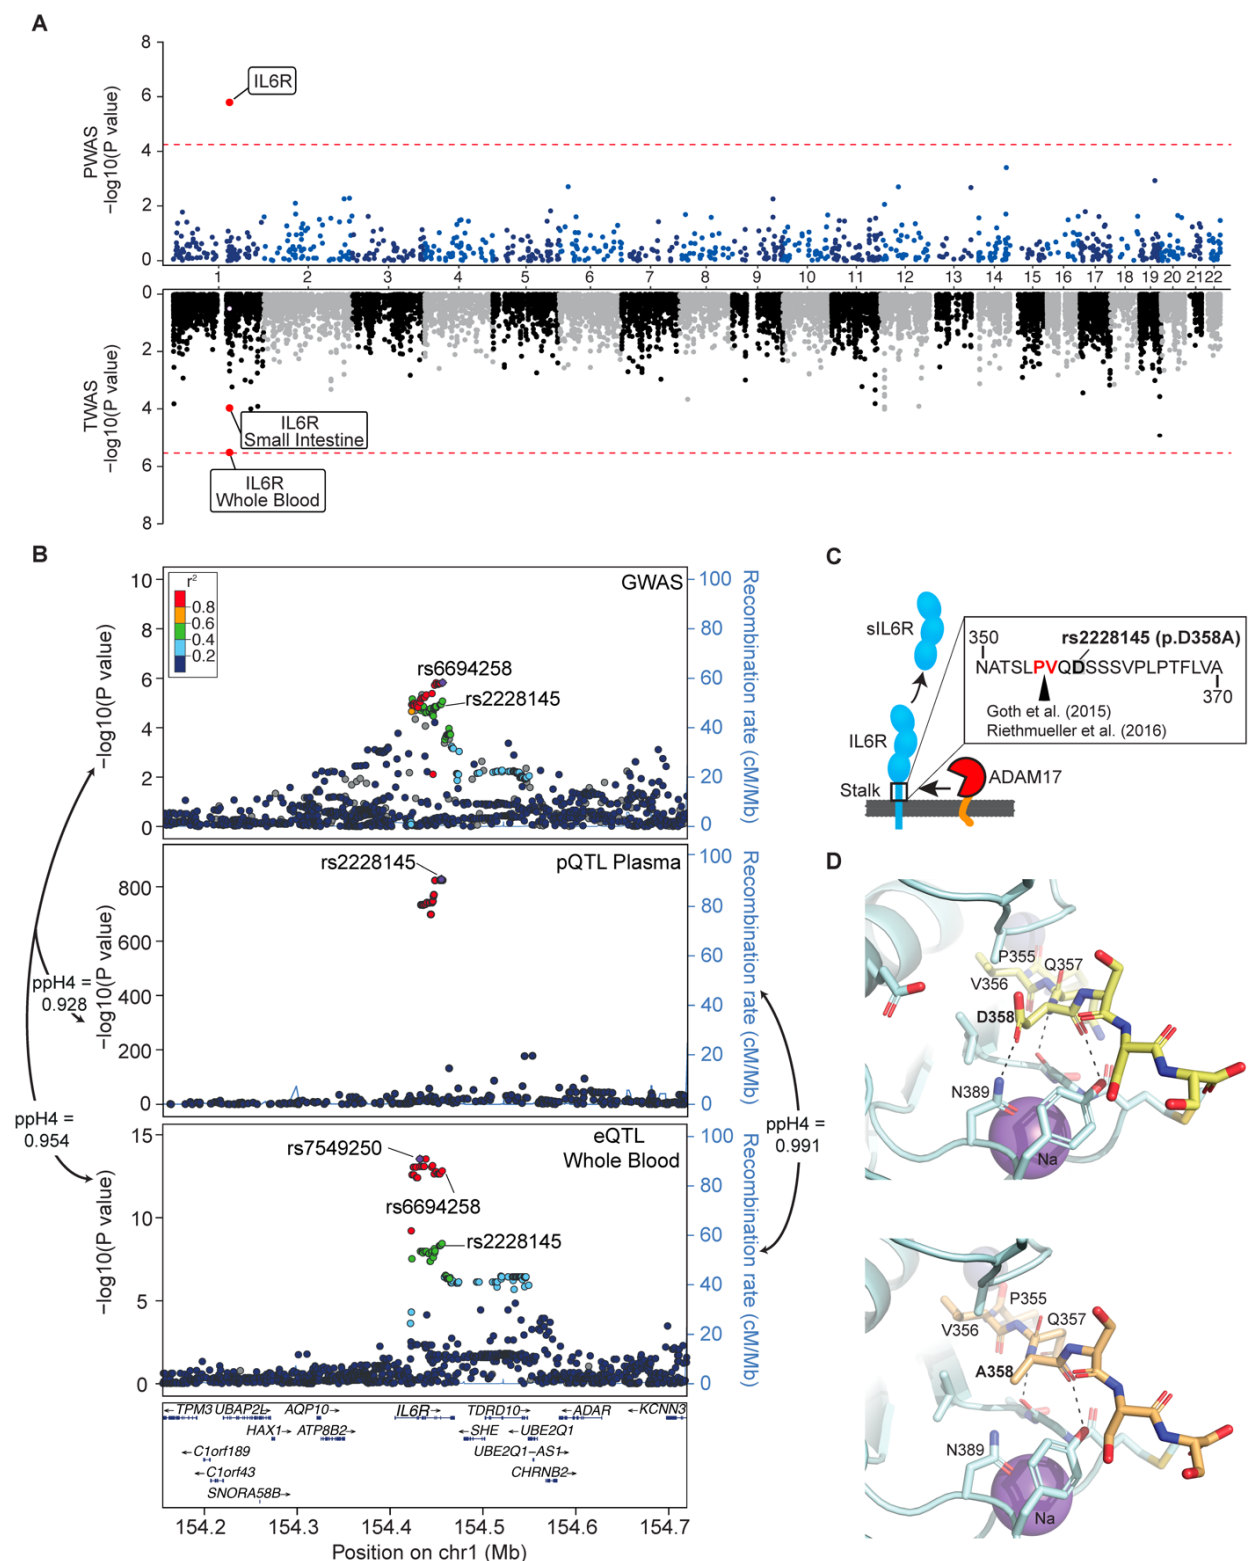 A
8
6
4
2
0
PWAS
−log10(P value)
IL6R
1 2 3 4 5 6 7 8 9 10 11 12 13 14 15 16 17 18 19 20 21 22
0
2
4
6
8
TWAS
−log10(P value)
IL6R
Small Intestine
IL6R
Whole Blood
B
r²
0.8
0.6
0.4
0.2
GWAS
10
8
6
4
2
0
−log10(P value)
100
80
60
40
20
0
Recombination rate (cM/Mb)
rs6694258
rs2228145
pQTL Plasma
rs2228145
800
600
400
200
0
−log10(P value)
100
80
60
40
20
0
Recombination rate (cM/Mb)
ppH4 =
0.928
ppH4 =
0.954
ppH4 =
0.991
eQTL
Whole Blood
rs7549250
rs6694258
rs2228145
15
10
5
0
−log10(P value)
100
80
60
40
20
0
Recombination rate (cM/Mb)
←TPM3 UBAP2L→ AQP10→ IL6R→ TDRD10→ ←ADAR ←KCNN3
HAX1→ ATP8B2→ ←SHE ←UBE2Q1
←C1orf189 UBE2Q1−AS1→
←C1orf43 CHRNB2→
SNORA58B→
154.2 154.3 154.4 154.5 154.6 154.7
Position on chr1 (Mb)
C
sIL6R
IL6R
Stalk
ADAM17
350
rs2228145 (p.D358A)
NATSLPVQDSSSVPLPTFLVA
370
Goth et al. (2015)
Riethmueller et al. (2016)
D
P355
Q357
V356
D358
N389
Na
P355
Q357
V356
A358
N389
Na